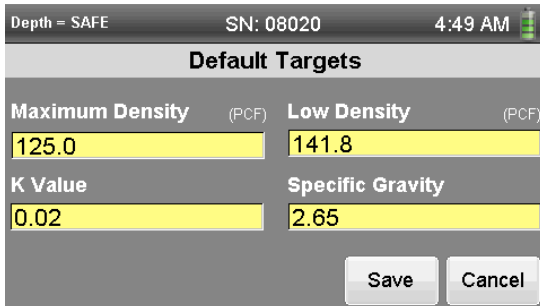 Depth = SAFE SN: 08020 4:49 AM
Default Targets
Maximum Density (PCF) Low Density (PCF)
125.0 141.8
K Value Specific Gravity
0.02 2.65
Save Cancel